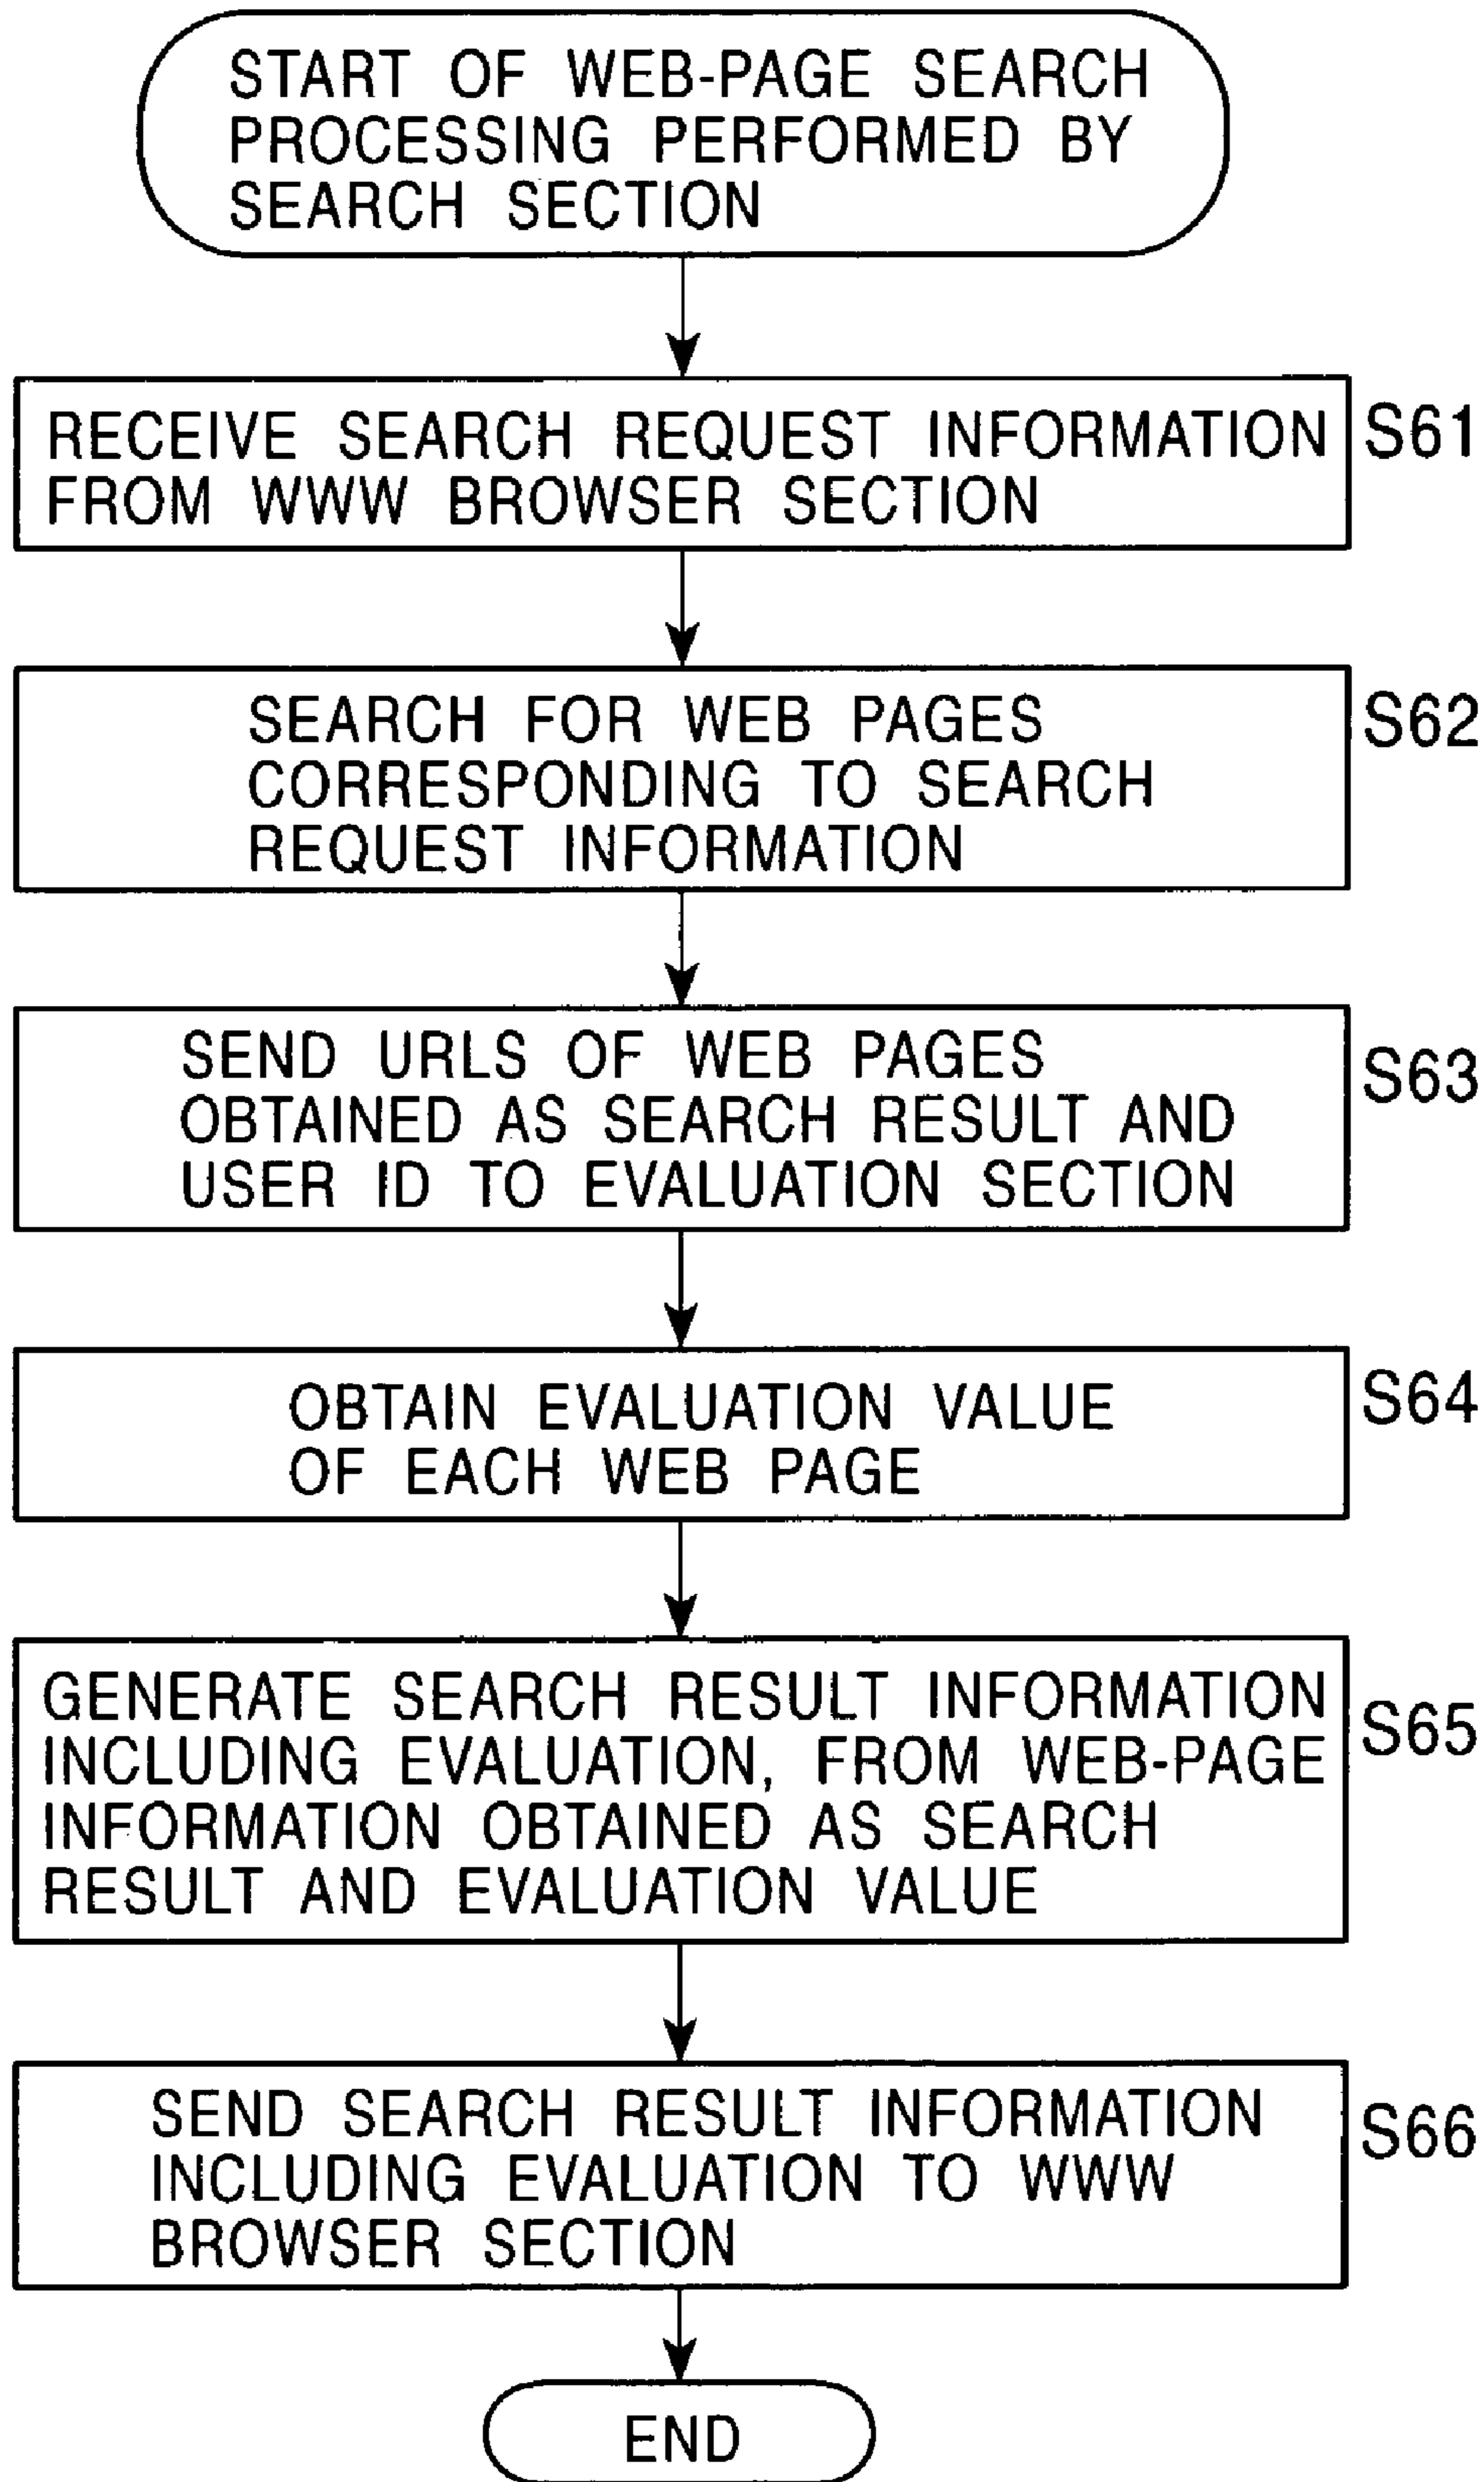 START OF WEB-PAGE SEARCH
PROCESSING PERFORMED BY
SEARCH SECTION
RECEIVE SEARCH REQUEST INFORMATION
FROM WWW BROWSER SECTION
S61
SEARCH FOR WEB PAGES
CORRESPONDING TO SEARCH
REQUEST INFORMATION
S62
SEND URLS OF WEB PAGES
OBTAINED AS SEARCH RESULT AND
USER ID TO EVALUATION SECTION
S63
OBTAIN EVALUATION VALUE
OF EACH WEB PAGE
S64
GENERATE SEARCH RESULT INFORMATION
INCLUDING EVALUATION, FROM WEB-PAGE
INFORMATION OBTAINED AS SEARCH
RESULT AND EVALUATION VALUE
S65
SEND SEARCH RESULT INFORMATION
INCLUDING EVALUATION TO WWW
BROWSER SECTION
S66
END